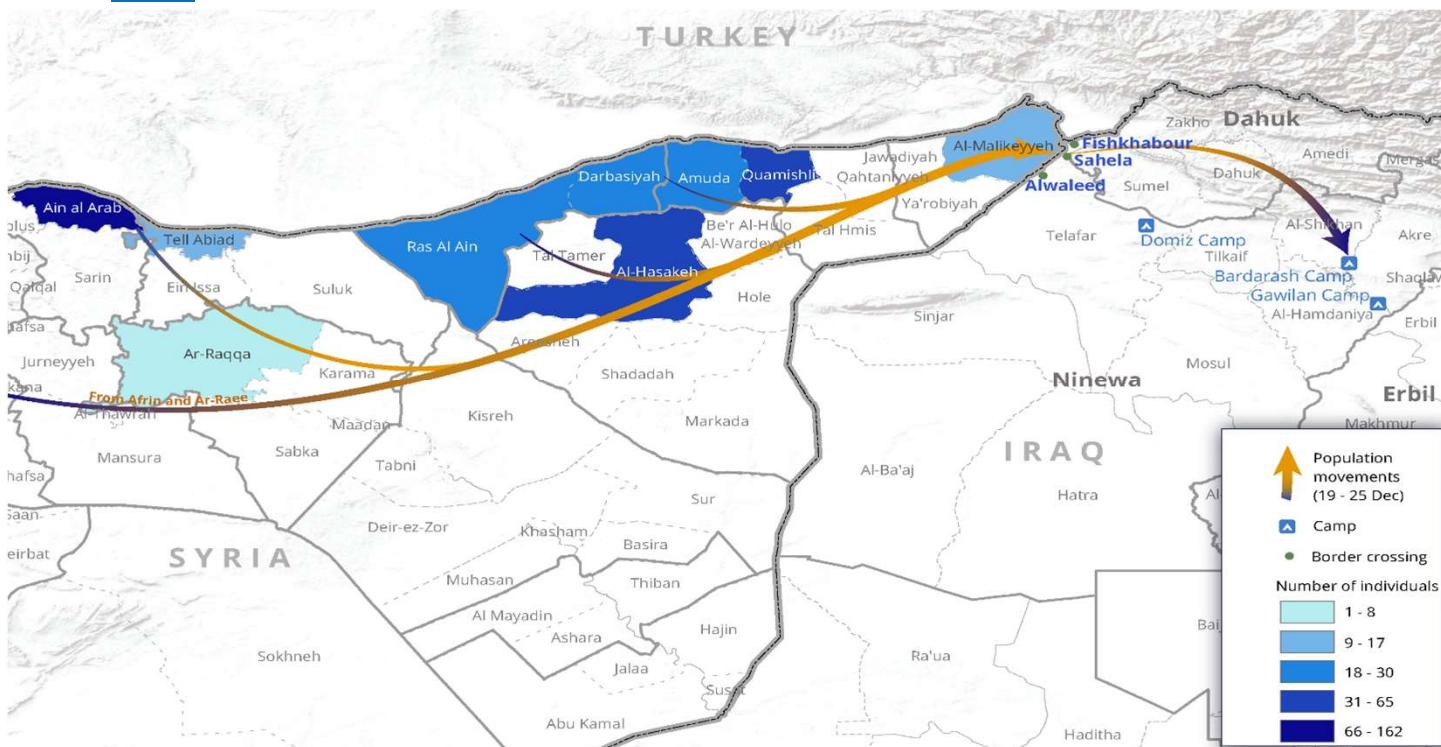 TURKEY
Zakho
Dahuk
Fishkhabour
Sahela
Alwaleed
Amedi
Dahuk
Sumel
Al-Malikeyyeh
Jawadiyah
Qahtaniyyeh
Ya'robiyah
Quamishli
Amuda
Darbasiyah
Ain al Arab
Tell Abiad
Ras Al Ain
Tal Tamer
Al-Hasakeh
Be'r Al-Hulo
Al-Wardeyyeh
Tal Hmis
Telafar
Domiz Camp
Tilkaif
Al-Shikhan
Akre
Bardarash Camp
Gawilan Camp
Al-Hamdaniya
Erbil
Sarin
Ein Issa
Suluk
Hole
Sinjar
Jurneyyeh
Ar-Raqqa
Karama
Areesheh
Shadadah
Mosul
From Afrin and Ar-Raee
Al-Thawrah
Maadan
Kisreh
Markada
Ninewa
Erbil
Makhmur
Mansura
Sabka
Tabni
Al-Ba'aj
IRAQ
Hatra
Sur
Deir-ez-Zor
Khasham
Basira
SYRIA
Muhasan
Thiban
Al Mayadin
Ashara
Hajin
Sokhneh
Jalaa
Ra'ua
Abu Kamal
Haditha
Population
movements
(19 - 25 Dec)
Camp
Border crossing
Number of individuals
1 - 8
9 - 17
18 - 30
31 - 65
66 - 162